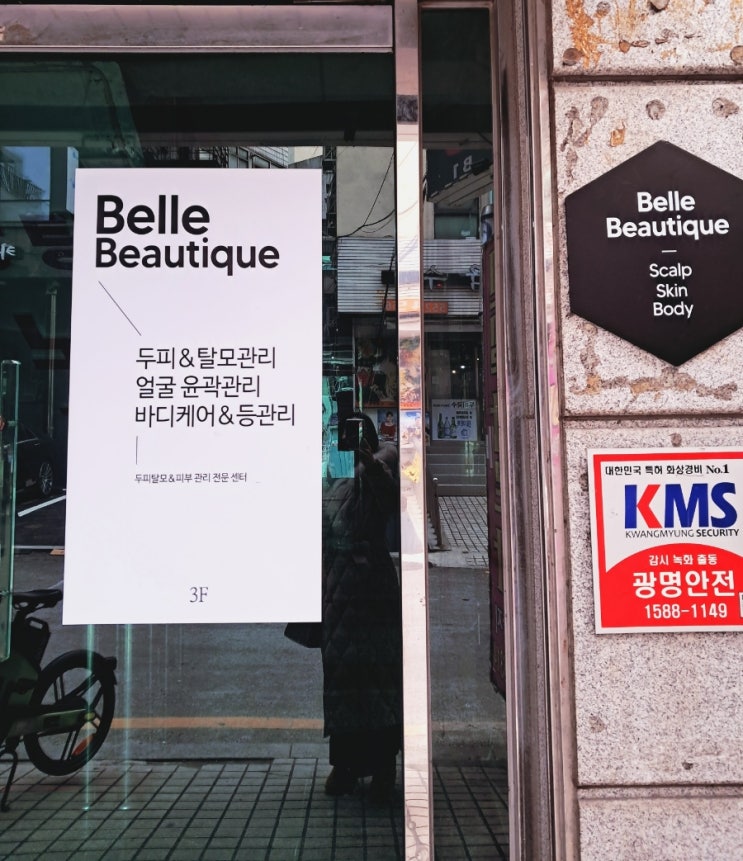 Belle
Beautique
두피&탈모관리
얼굴 윤곽관리
바디케어&등관리
두피탈모&피부 관리 전문 센터
3F
Belle
Beautique
Scalp
Skin
Body
대한민국 특허 화상경비 No.1
KMS
KWANGMYUNG SECURITY
감시 녹화 출동
광명안전
1588-1149